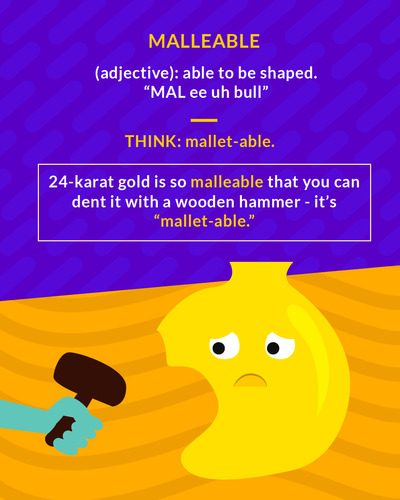 MALLEABLE
(adjective): able to be shaped.
“MAL ee uh bull”
THINK: mallet-able.
24-karat gold is so malleable that you can
dent it with a wooden hammer - it’s
“mallet-able.”